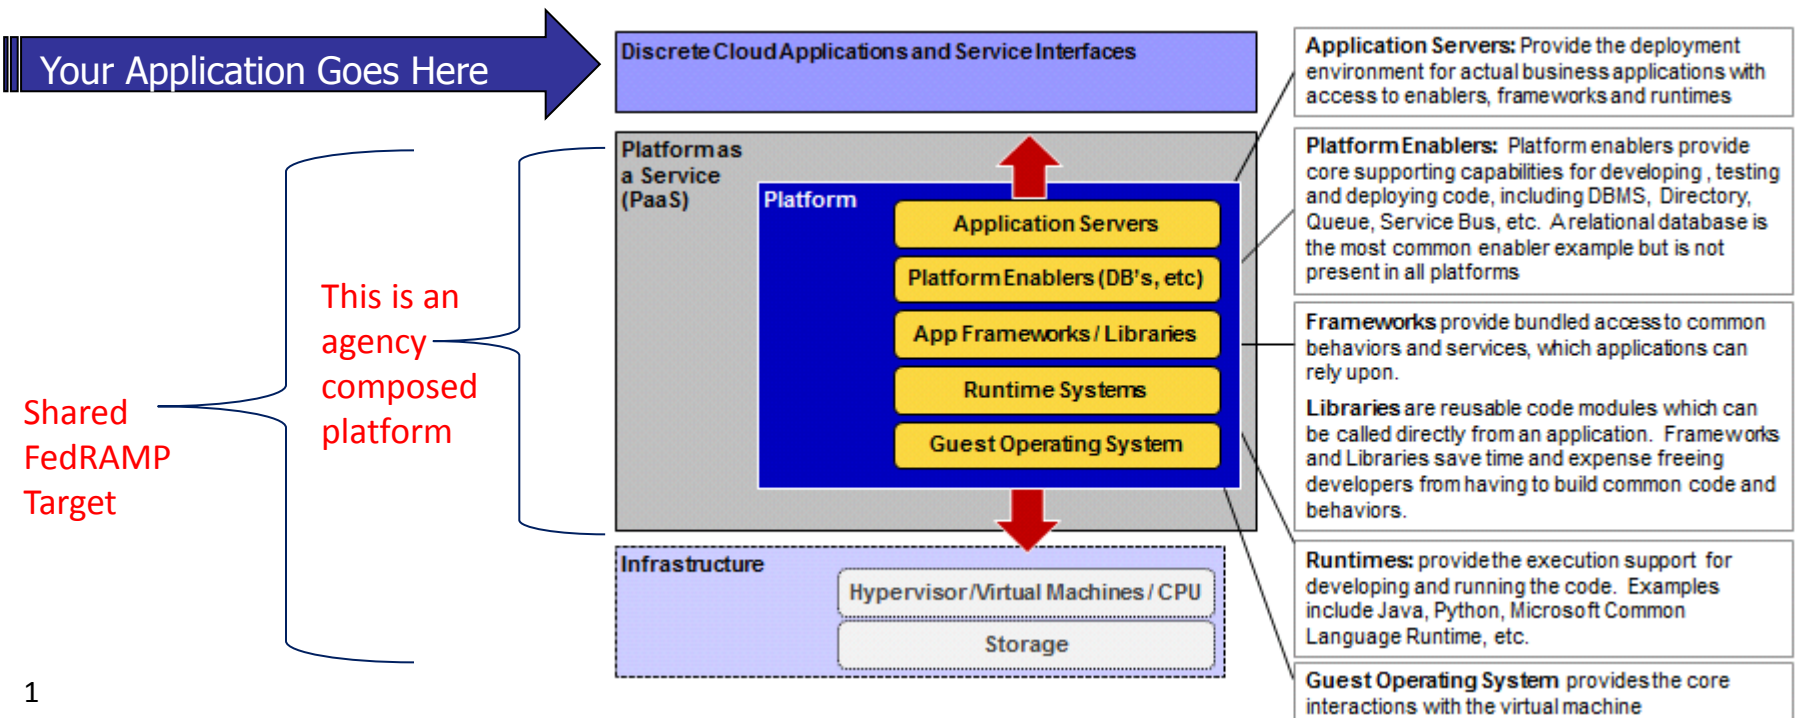 Your Application Goes Here
Discrete Cloud Applications and Service Interfaces
Platform as
a Service
(PaaS)
Platform
Application Servers
Platform Enablers (DB's, etc)
App Frameworks / Libraries
Runtime Systems
Guest Operating System
Infrastructure
Hypervisor/Virtual Machines / CPU
Storage
This is an
agency
composed
platform
Shared
FedRAMP
Target
1
Application Servers: Provide the deployment
environment for actual business applications with
access to enablers, frameworks and runtimes
Platform Enablers: Platform enablers provide
core supporting capabilities for developing , testing
and deploying code, including DBMS, Directory,
Queue, Service Bus, etc. A relational database is
the most common enabler example but is not
present in all platforms
Frameworks provide bundled access to common
behaviors and services, which applications can
rely upon.
Libraries are reusable code modules which can
be called directly from an application. Frameworks
and Libraries save time and expense freeing
developers from having to build common code and
behaviors.
Runtimes: provide the execution support for
developing and running the code. Examples
include Java, Python, Microsoft Common
Language Runtime, etc.
Guest Operating System provides the core
interactions with the virtual machine